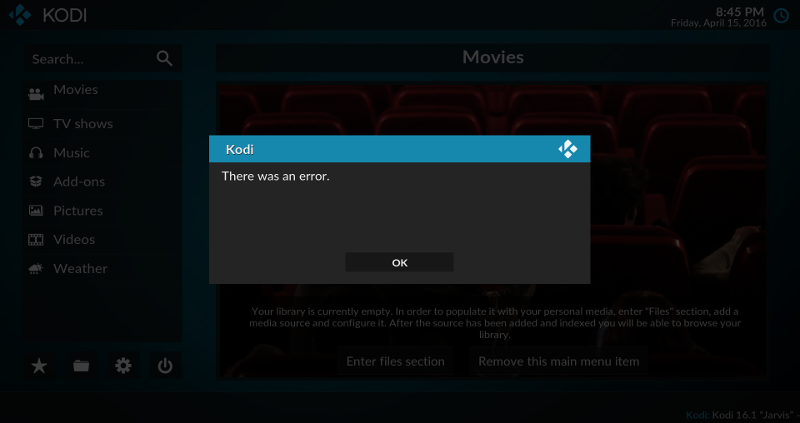 KODI
8:45 PM
Friday, April 15, 2016
Search...
Movies
Movies
TV shows
Music
Add-ons
Pictures
Videos
Weather
Kodi
There was an error.
OK
Your library is currently empty. In order to populate it with your personal media, enter "Files" section, add a
media source and configure it. After the source has been added and indexed you will be able to browse your
library.
Enter files section
Remove this main menu item
Kodi: Kodi 16.1 "Jarvis" -